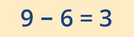 9 − 6 = 3